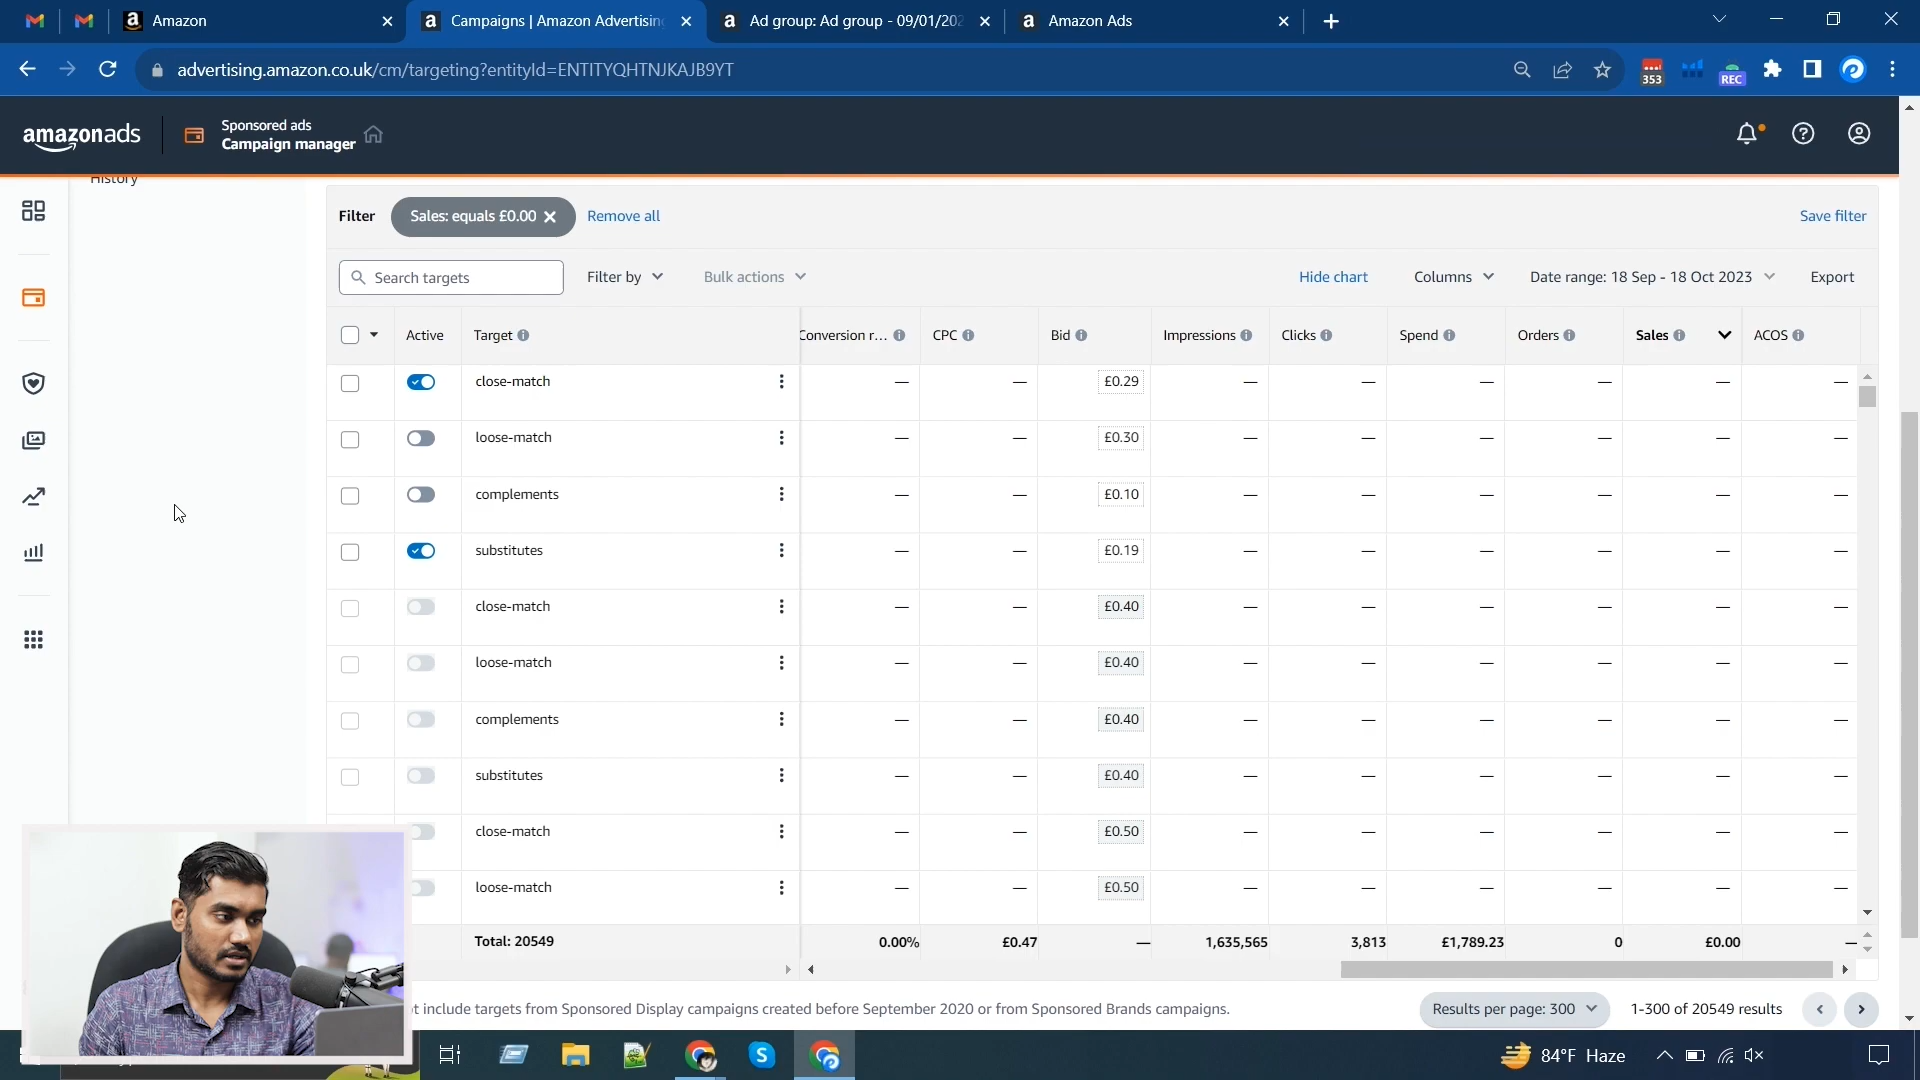 Amazon
Campaigns | Amazon Advertisin
Ad group: Ad group - 09/01/202
Amazon Ads
advertising.amazon.co.uk/cm/targeting?entityId=ENTITYQHTNJKAJB9YT
353
REC
amazonads
Sponsored ads
Campaign manager
History
Filter
Sales: equals £0.00
Remove all
Save filter
Search targets
Filter by
Bulk actions
Hide chart
Columns
Date range: 18 Sep - 18 Oct 2023
Export
Active Target Conversion r... CPC Bid Impressions Clicks Spend Orders Sales ACOS
close-match — — £0.29 — — — — — —
loose-match — — £0.30 — — — — — —
complements — — £0.10 — — — — — —
substitutes — — £0.19 — — — — — —
close-match — — £0.40 — — — — — —
loose-match — — £0.40 — — — — — —
complements — — £0.40 — — — — — —
substitutes — — £0.40 — — — — — —
close-match — — £0.50 — — — — — —
loose-match — — £0.50 — — — — — —
Total: 20549 0.00% £0.47 — 1,635,565 3,813 £1,789.23 0 £0.00 —
include targets from Sponsored Display campaigns created before September 2020 or from Sponsored Brands campaigns.
Results per page: 300
1-300 of 20549 results
84°F Haze